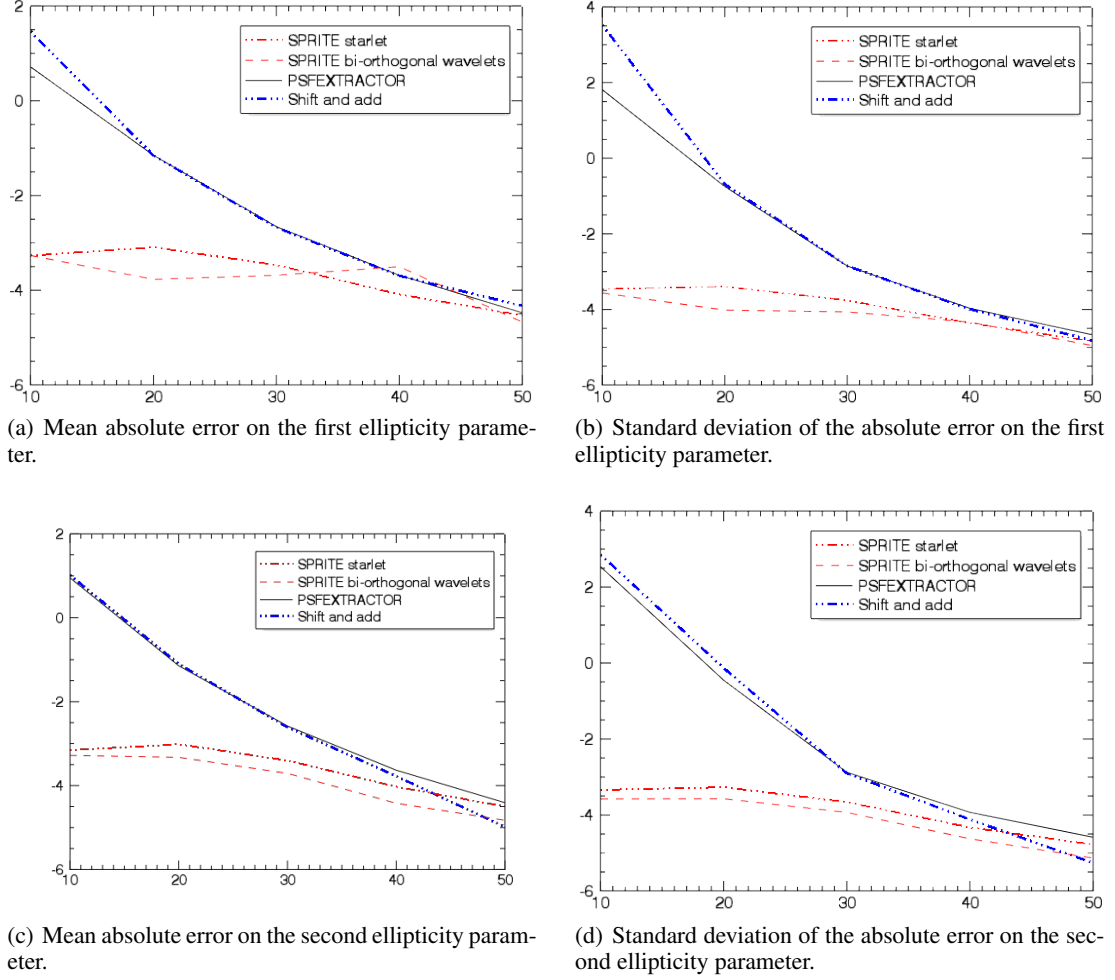 2
0
-2
-4
-6
10 20 30 40 50
SPRITE starlet
SPRITE bi-orthogonal wavelets
PSFEXTRACTOR
Shift and add
(a) Mean absolute error on the first ellipticity parame-
ter.
4
2
0
-2
-4
-6
10 20 30 40 50
SPRITE starlet
SPRITE bi-orthogonal wavelets
PSFEXTRACTOR
Shift and add
(b) Standard deviation of the absolute error on the first
ellipticity parameter.
2
0
-2
-4
-6
10 20 30 40 50
SPRITE starlet
SPRITE bi-orthogonal wavelets
PSFEXTRACTOR
Shift and add
(c) Mean absolute error on the second ellipticity param-
eter.
4
2
0
-2
-4
-6
10 20 30 40 50
SPRITE starlet
SPRITE bi-orthogonal wavelets
PSFEXTRACTOR
Shift and add
(d) Standard deviation of the absolute error on the sec-
ond ellipticity parameter.